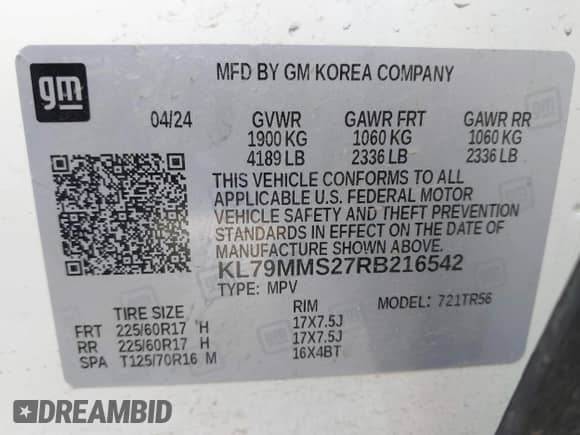 gm
MFD BY GM KOREA COMPANY
04/24 GVWR GAWR FRT GAWR RR
1900 KG 1060 KG 1060 KG
4189 LB 2336 LB 2336 LB
THIS VEHICLE CONFORMS TO ALL
APPLICABLE U.S. FEDERAL MOTOR
VEHICLE SAFETY AND THEFT PREVENTION
STANDARDS IN EFFECT ON THE DATE OF
MANUFACTURE SHOWN ABOVE.
KL79MMS27RB216542
TYPE: MPV MODEL: 721TR56
TIRE SIZE RIM
FRT 225/60R17 H 17X7.5J
RR 225/60R17 H 17X7.5J
SPA T125/70R16 M 16X4BT
DREAMBID